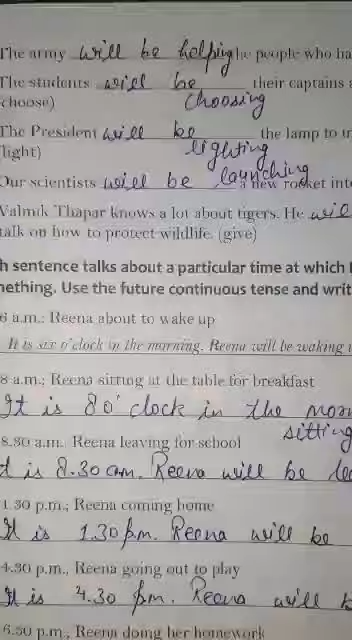 The army will be helping he people who ha
The students will be their captains a
choose) choosing
The President will be the lamp to
light) lighting
Our scientists will be launching a new rocket int
Valmik Thapar knows a lot about tigers. He will
talk on how to protect wildlife. (give)
h sentence talks about a particular time at which
nething. Use the future continuous tense and writ
6 a.m.; Reena about to wake up
It is six o'clock in the morning. Reena will be waking
8 a.m.; Reena sitting at the table for breakfast
It is 8 o' clock in the
sitting
8.30 a.m. Reena leaving for school
t is 8.30 am. Reena will be
1.30 p.m.; Reena coming home
It is 1.30 p.m. Reena will be
4.30 p.m., Reena going out to play
It is 4.30 pm. Reena will
6.30 p.m., Reena doing her homework